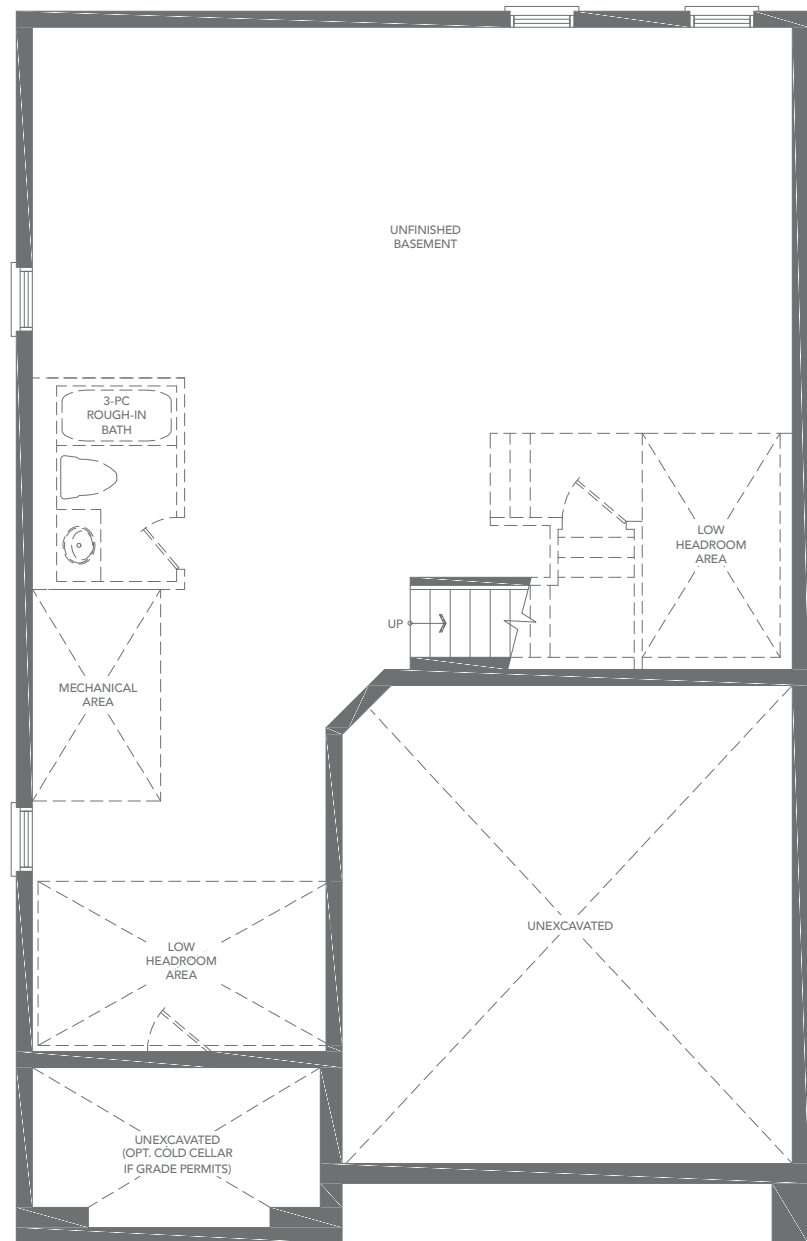 UNFINISHED
BASEMENT
3-PC
ROUGH-IN
BATH
LOW
HEADROOM
AREA
UP
MECHANICAL
AREA
UNEXCAVATED
LOW
HEADROOM
AREA
UNEXCAVATED
(OPT. COLD CELLAR
IF GRADE PERMITS)